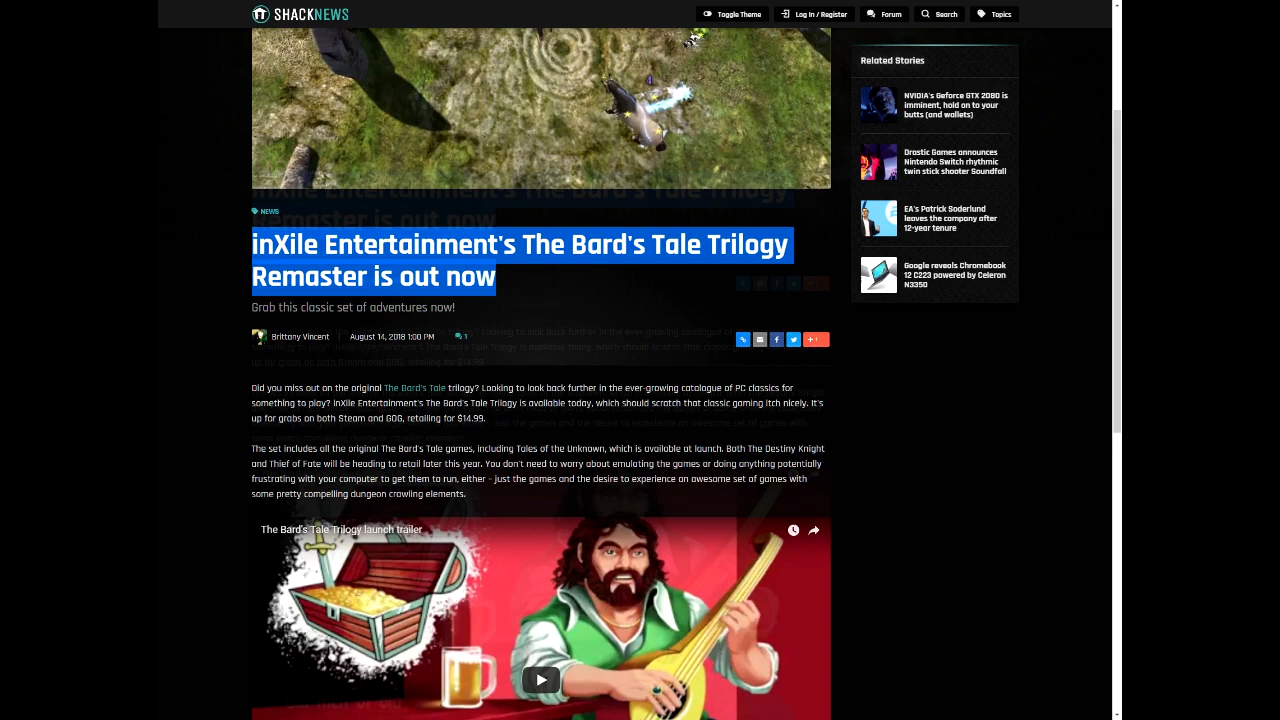 SHACKNEWS
Toggle Theme
Log In / Register
Forum
Search
Topics
NEWS
inXile Entertainment's The Bard's Tale Trilogy
Remaster is out now
Grab this classic set of adventures now!
Brittany Vincent
August 14, 2018 1:00 PM
1
+ 1
Did you miss out on the original The Bard's Tale trilogy? Looking to look back further in the ever-growing catalogue of PC classics for
something to play? inXile Entertainment's The Bard's Tale Trilogy is available today, which should scratch that classic gaming itch nicely. It's
up for grabs on both Steam and GOG, retailing for $14.99.
The set includes all the original The Bard's Tale games, including Tales of the Unknown, which is available at launch. Both The Destiny Knight
and Thief of Fate will be heading to retail later this year. You don't need to worry about emulating the games or doing anything potentially
frustrating with your computer to get them to run, either – just the games and the desire to experience an awesome set of games with
some pretty compelling dungeon crawling elements.
The Bard's Tale Trilogy launch trailer
Related Stories
NVIDIA's Geforce GTX 2080 is
imminent, hold on to your
butts (and wallets)
Drastic Games announces
Nintendo Switch rhythmic
twin stick shooter Soundfall
EA's Patrick Soderlund
leaves the company after
12-year tenure
Google reveals Chromebook
12 C223 powered by Celeron
N3350